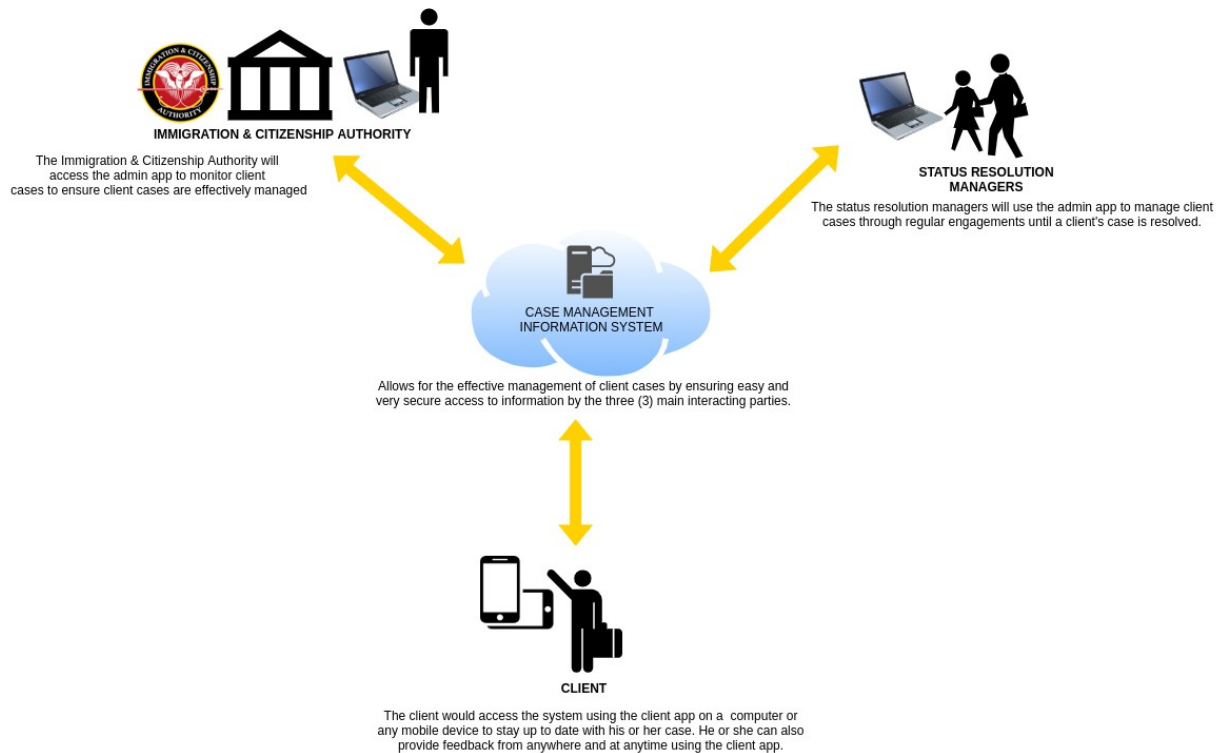 IMMIGRATION & CITIZENSHIP
AUTHORITY
IMMIGRATION & CITIZENSHIP AUTHORITY
The Immigration & Citizenship Authority will
access the admin app to monitor client
cases to ensure client cases are effectively managed
STATUS RESOLUTION
MANAGERS
The status resolution managers will use the admin app to manage client
cases through regular engagements until a client's case is resolved.
CASE MANAGEMENT
INFORMATION SYSTEM
Allows for the effective management of client cases by ensuring easy and
very secure access to information by the three (3) main interacting parties.
CLIENT
The client would access the system using the client app on a computer or
any mobile device to stay up to date with his or her case. He or she can also
provide feedback from anywhere and at anytime using the client app.